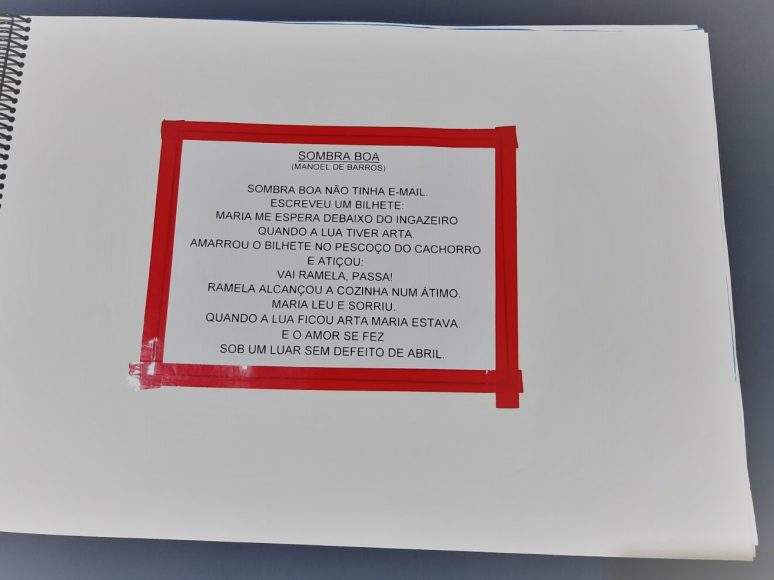 SOMBRA BOA
(MANOEL DE BARROS)
SOMBRA BOA NÃO TINHA E-MAIL.
ESCREVEU UM BILHETE:
MARIA ME ESPERA DEBAIXO DO INGAZEIRO
QUANDO A LUA TIVER ARTA.
AMARROU O BILHETE NO PESCOÇO DO CACHORRO
E ATIÇOU:
VAI RAMELA, PASSA!
RAMELA ALCANÇOU A COZINHA NUM ÁTIMO.
MARIA LEU E SORRIU.
QUANDO A LUA FICOU ARTA MARIA ESTAVA.
E O AMOR SE FEZ
SOB UM LUAR SEM DEFEITO DE ABRIL.